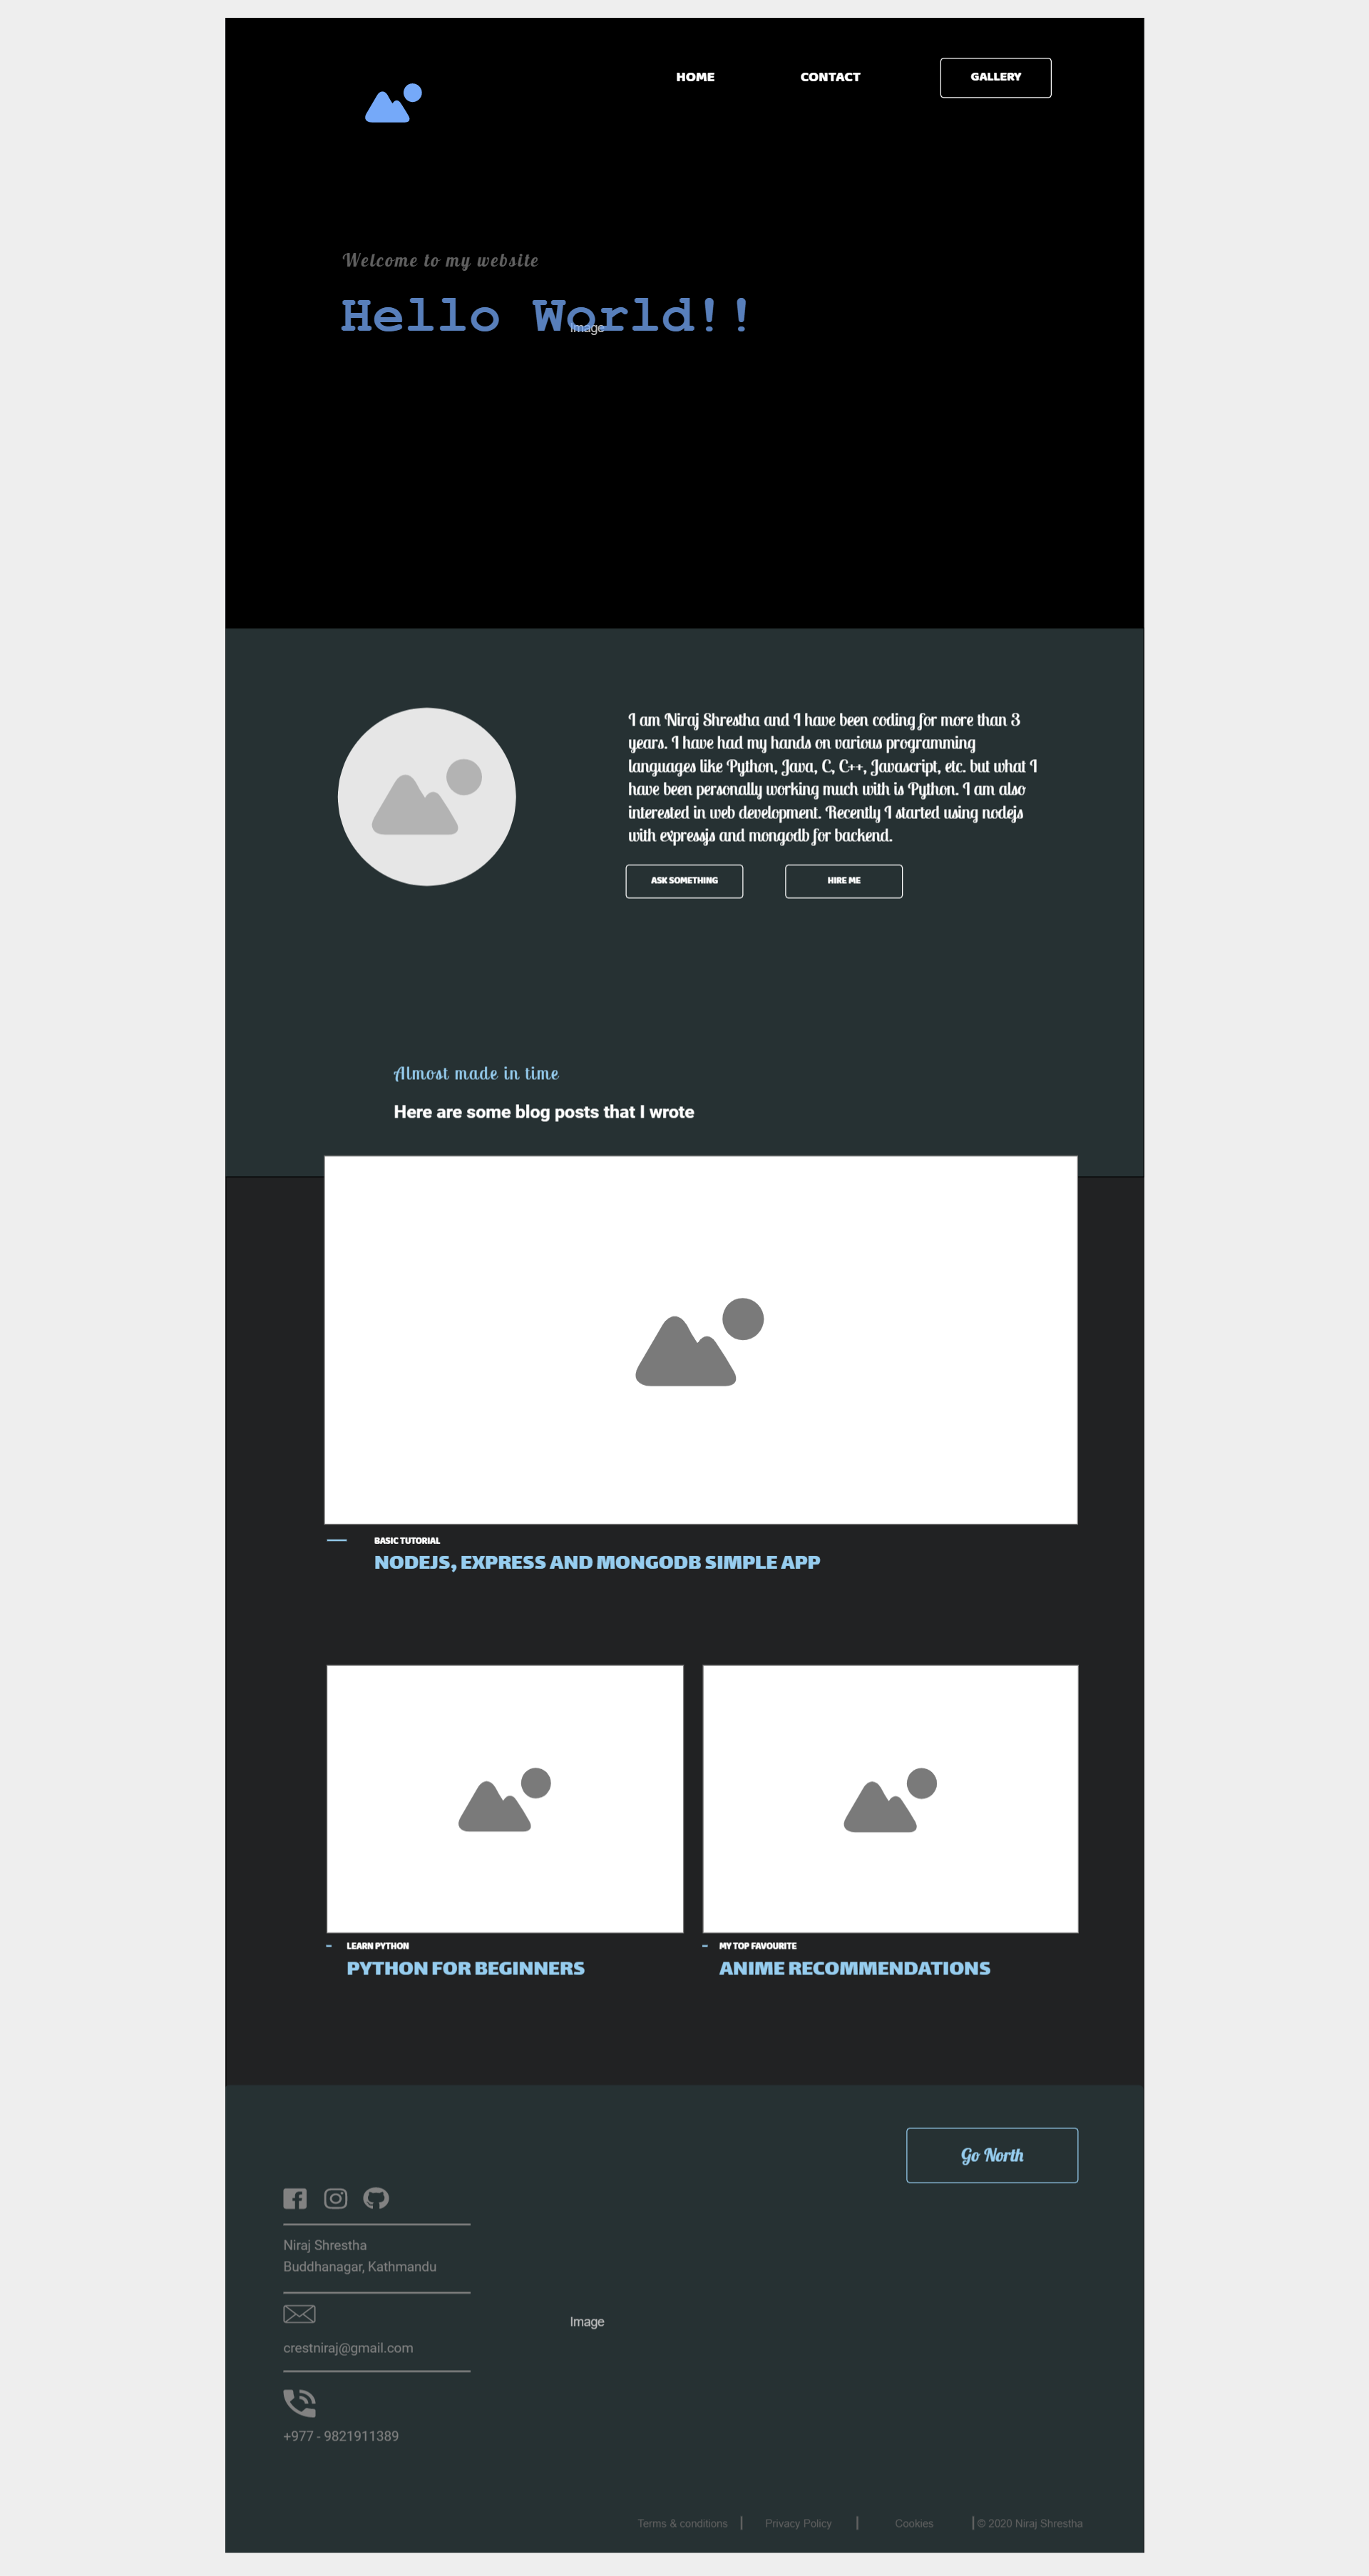 HOME CONTACT GALLERY
Welcome to my website
Hello World!!
Image
I am Niraj Shrestha and I have been coding for more than 3
years. I have had my hands on various programming
languages like Python, Java, C, C++, Javascript, etc. but what I
have been personally working much with is Python. I am also
interested in web development. Recently I started using nodejs
with expressjs and mongodb for backend.
ASK SOMETHING HIRE ME
Almost made in time
Here are some blog posts that I wrote
BASIC TUTORIAL
NODEJS, EXPRESS AND MONGODB SIMPLE APP
LEARN PYTHON
PYTHON FOR BEGINNERS
MY TOP FAVOURITE
ANIME RECOMMENDATIONS
Go North
Niraj Shrestha
Buddhanagar, Kathmandu
Image
crestniraj@gmail.com
+977 - 9821911389
Terms & conditions | Privacy Policy | Cookies | © 2020 Niraj Shrestha